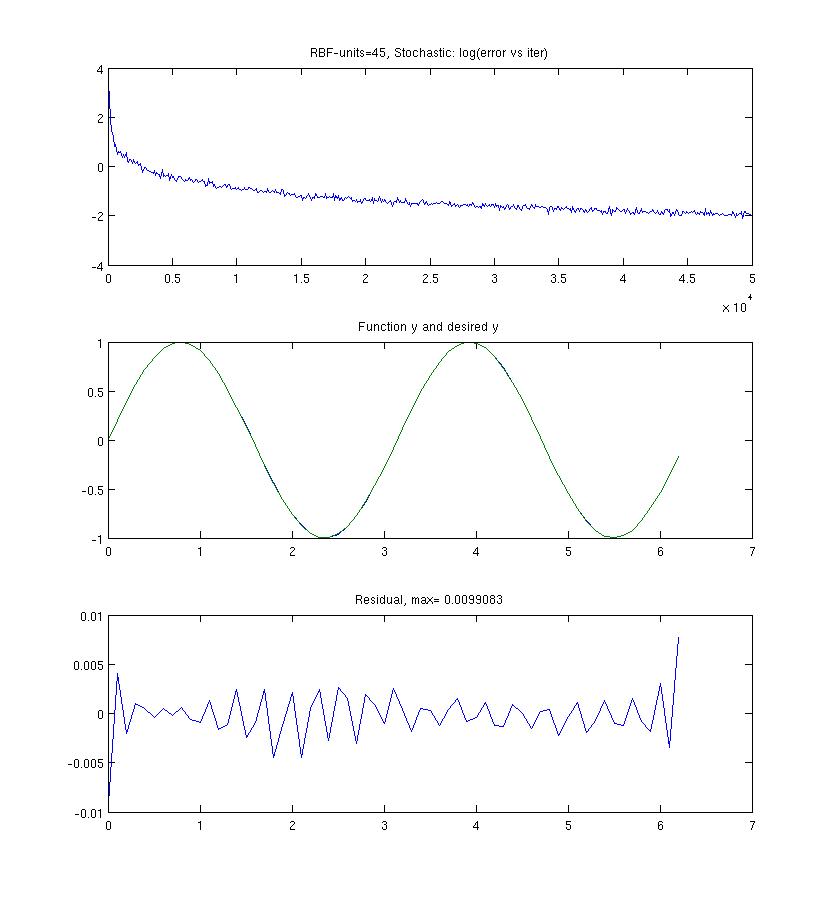 RBF-units=45, Stochastic: log(error vs iter)
4
2
0
-2
-4
0 0.5 1 1.5 2 2.5 3 3.5 4 4.5 5
× 10^4
Function y and desired y
1
0.5
0
-0.5
-1
0 1 2 3 4 5 6 7
Residual, max= 0.0099083
0.01
0.005
0
-0.005
-0.01
0 1 2 3 4 5 6 7